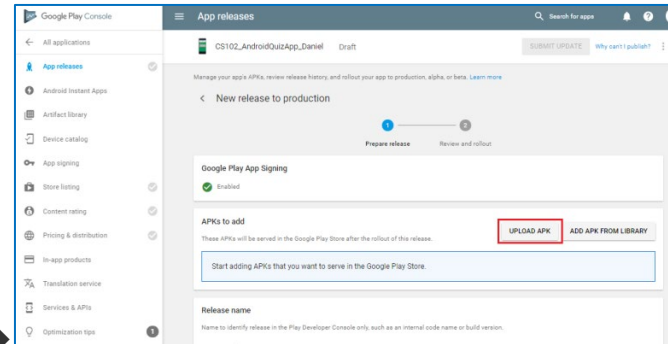 Google Play Console
App releases
Search for apps
All applications
CS102_AndroidQuizApp_Daniel Draft
SUBMIT UPDATE
Why can't I publish?
App releases
Manage your app's APKs, review release history, and rollout your app to production, alpha, or beta. Learn more
Android Instant Apps
New release to production
Artifact library
1
2
Device catalog
Prepare release
Review and rollout
App signing
Google Play App Signing
Store listing
Enabled
Content rating
APKs to add
UPLOAD APK
ADD APK FROM LIBRARY
Pricing & distribution
These APKs will be served in the Google Play Store after the rollout of this release.
In-app products
Start adding APKs that you want to serve in the Google Play Store.
Translation service
Services & APIs
Release name
Name to identify release in the Play Developer Console only, such as an internal code name or build version.
Optimization tips
1